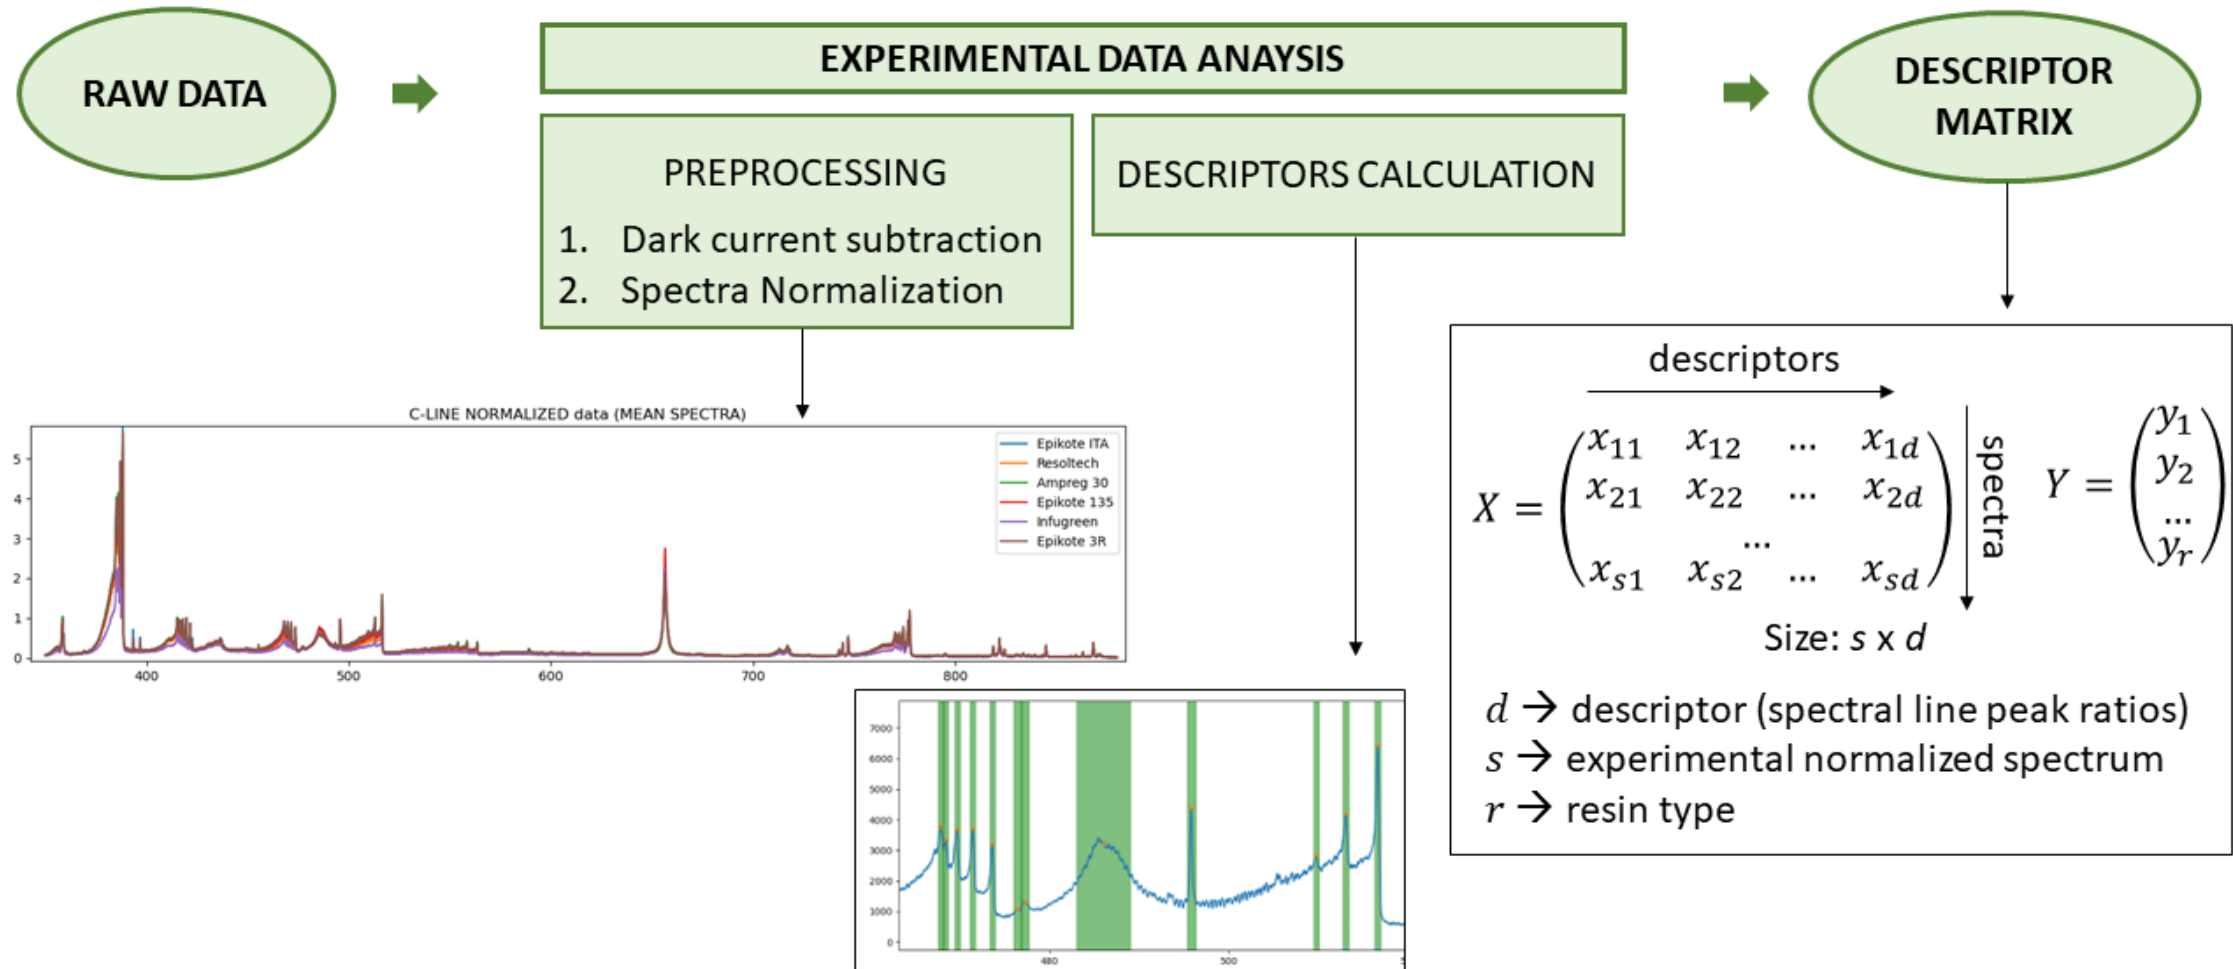 RAW DATA
EXPERIMENTAL DATA ANAYSIS
DESCRIPTOR
MATRIX
PREPROCESSING
1. Dark current subtraction
2. Spectra Normalization
DESCRIPTORS CALCULATION
C-LINE NORMALIZED data (MEAN SPECTRA)
Epikote ITA
Resoltech
Ampreg 30
Epikote 135
Infugreen
Epikote 3R
5
4
3
2
1
0
400 500 600 700 800
7000
6000
5000
4000
3000
2000
1000
0
480 500
descriptors
spectra
X =
x11 x12 ... x1d
x21 x22 ... x2d
...
xs1 xs2 ... xsd
Y =
y1
y2
...
yr
Size: s x d
d → descriptor (spectral line peak ratios)
s → experimental normalized spectrum
r → resin type